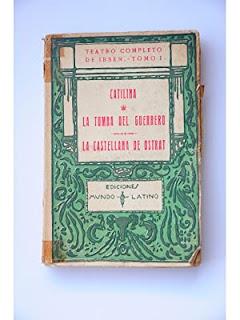 TEATRO COMPLETO
DE IBSEN.-TOMO I.
CATILINA
LA TUMBA DEL GUERRERO
LA CASTELLANA DE OSTRAT
EDICIONES
MUNDO LATINO